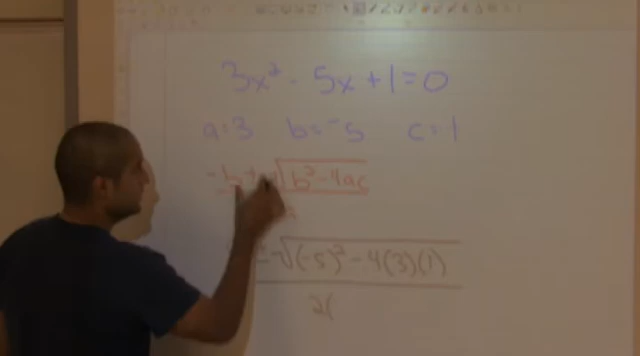 3x² - 5x + 1 = 0
a = 3 b = -5 c = 1
-b ± √b² - 4ac
√(-5)² - 4(3)(1)
2(